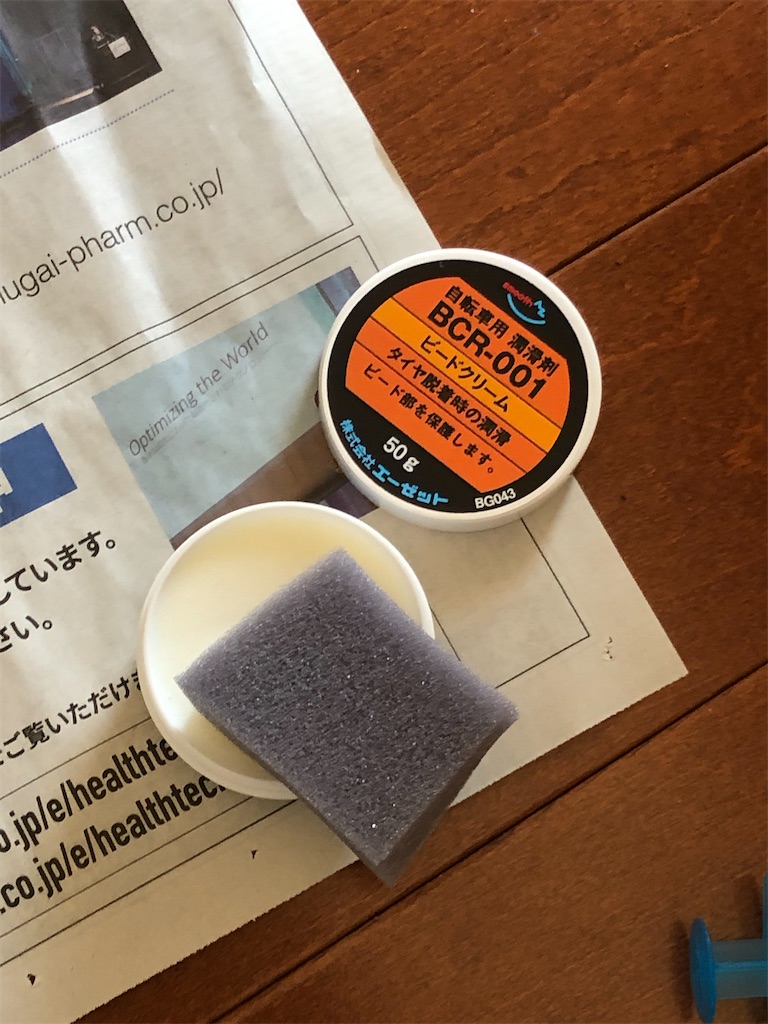 ugai-pharm.co.jp/
Optimizing the World
smooth AZ
自転車用 潤滑剤
BCR-001
ビードクリーム
タイヤ脱着時の潤滑
ビード部を保護します。
50g
株式会社エーゼット
BG043
しています。
さい。
ご覧いただけま
o.jp/e/healthte
.co.jp/e/healthtec